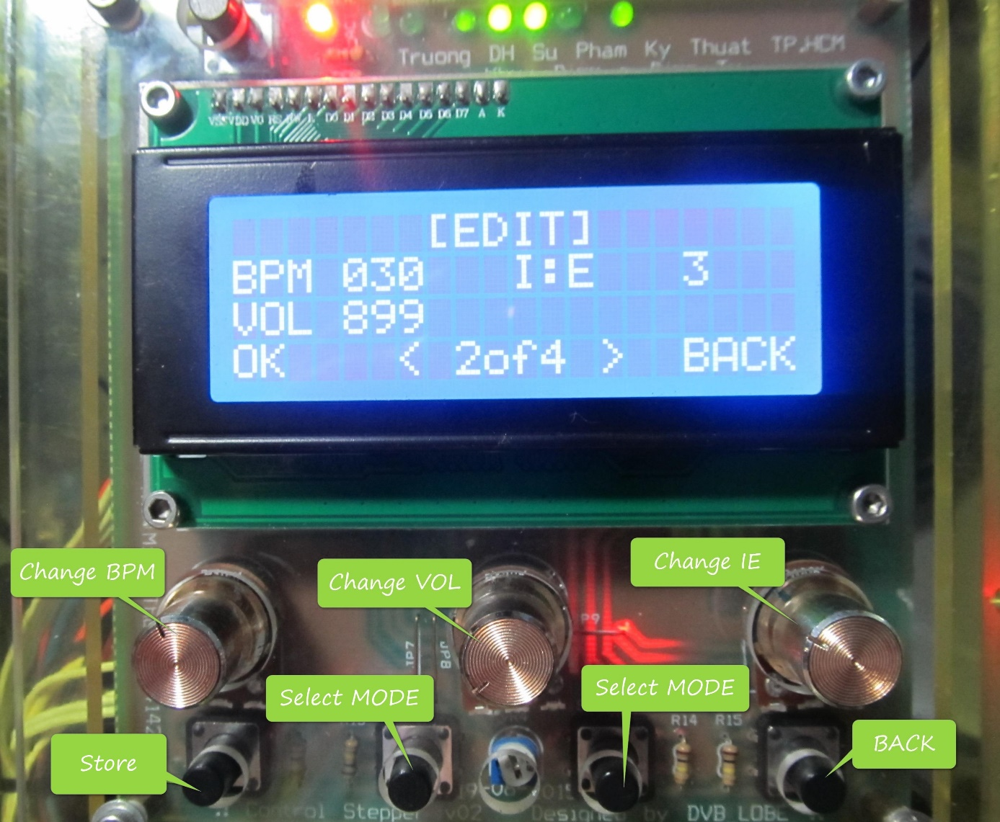 Truong DH Su Pham Ky Thuat TP.HCM
VSS VDD VO RS RW E D0 D1 D2 D3 D4 D5 D6 D7 A K
[EDIT]
BPM 030 I:E 3
VOL 899
OK < 2of4 > BACK
Change BPM
Change VOL
Change IE
P9
JP7
JP8
Select MODE
Select MODE
R14 R15
Store
BACK
Control Stepper v02 Designed by DVB LOBE